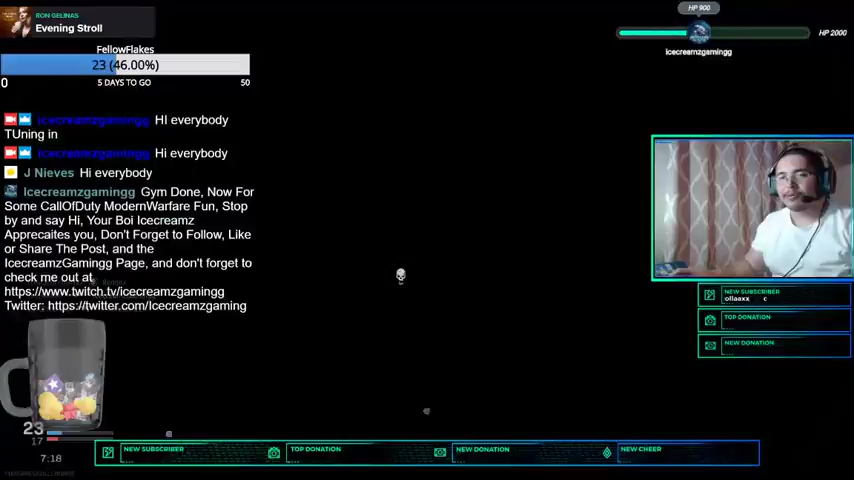 RON GELINAS
Evening Stroll
HP 900
HP 2000
icecreamzgamingg
FellowFlakes
23 (46.00%)
0
5 DAYS TO GO
50
icecreamzgamingg HI everybody
TUning in
icecreamzgamingg Hi everybody
J Nieves Hi everybody
Icecreamzgamingg Gym Done, Now For
Some CallOfDuty ModernWarfare Fun, Stop
by and say Hi, Your Boi Icecreamz
Apprecaites you, Don't Forget to Follow, Like
or Share The Post, and the
IcecreamzGamingg Page, and don't forget to
check me out at
https://www.twitch.tv/icecreamzgamingg
Twitter: https://twitter.com/Icecreamzgaming
NEW SUBSCRIBER
ollaaxx c
TOP DONATION
....
NEW DONATION
....
23
17
7:18
NEW SUBSCRIBER
....
TOP DONATION
....
NEW DONATION
....
NEW CHEER
....